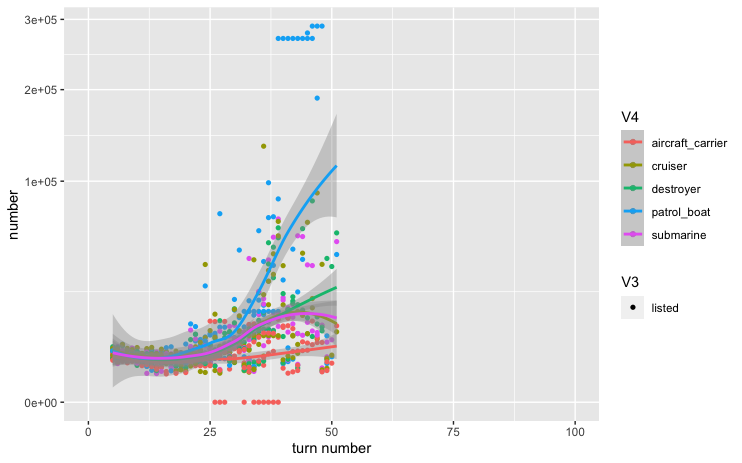 3e+05
2e+05
1e+05
0e+00
number
0
25
50
75
100
turn number
V4
aircraft_carrier
cruiser
destroyer
patrol_boat
submarine
V3
listed